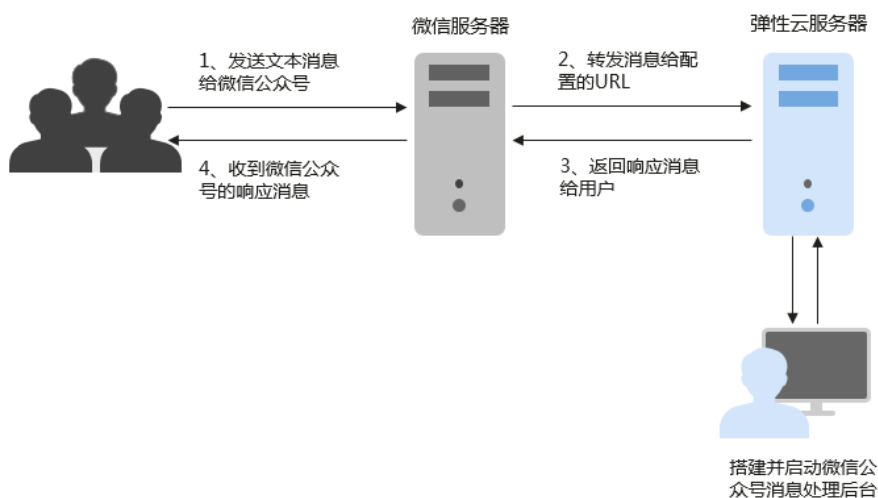 微信服务器
弹性云服务器
1、发送文本消息
给微信公众号
2、转发消息给配
置的URL
4、收到微信公众
号的响应消息
3、返回响应消息
给用户
搭建并启动微信公
众号消息处理后台